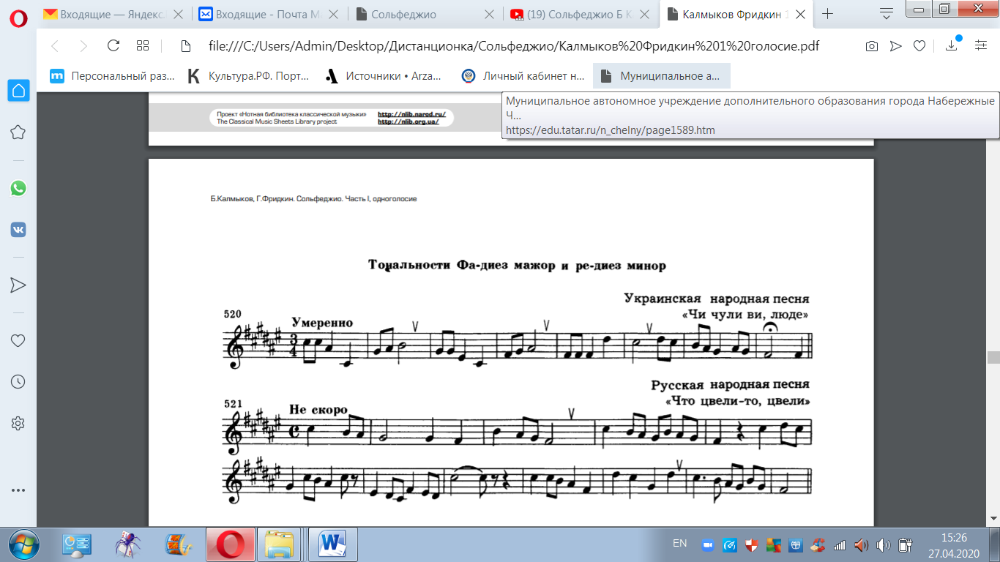 Входящие — Яндекс
Входящие - Почта М
Сольфеджио
(19) Сольфеджио Б К
Калмыков Фридкин 1
file:///C:/Users/Admin/Desktop/Дистанционка/Сольфеджио/Калмыков%20Фридкин%201%20голосие.pdf
Персональный раз...
Культура.РФ. Порт...
Источники • Arza...
Личный кабинет н...
Муниципальное а...
Муниципальное автономное учреждение дополнительного образования города Набережные
Ч...
https://edu.tatar.ru/n_chelny/page1589.htm
Проект «Нотная библиотека классической музыки» http://nlib.narod.ru/
The Classical Music Sheets Library project http://nlib.org.ua/
Б.Калмыков, Г.Фридкин. Сольфеджио. Часть I, одноголосие
Тональности Фа-диез мажор и ре-диез минор
Украинская народная песня
«Чи чули ви, люде»
520
Умеренно
3
4
Русская народная песня
«Что цвели-то, цвели»
521
Не скоро
EN
15:26
27.04.2020